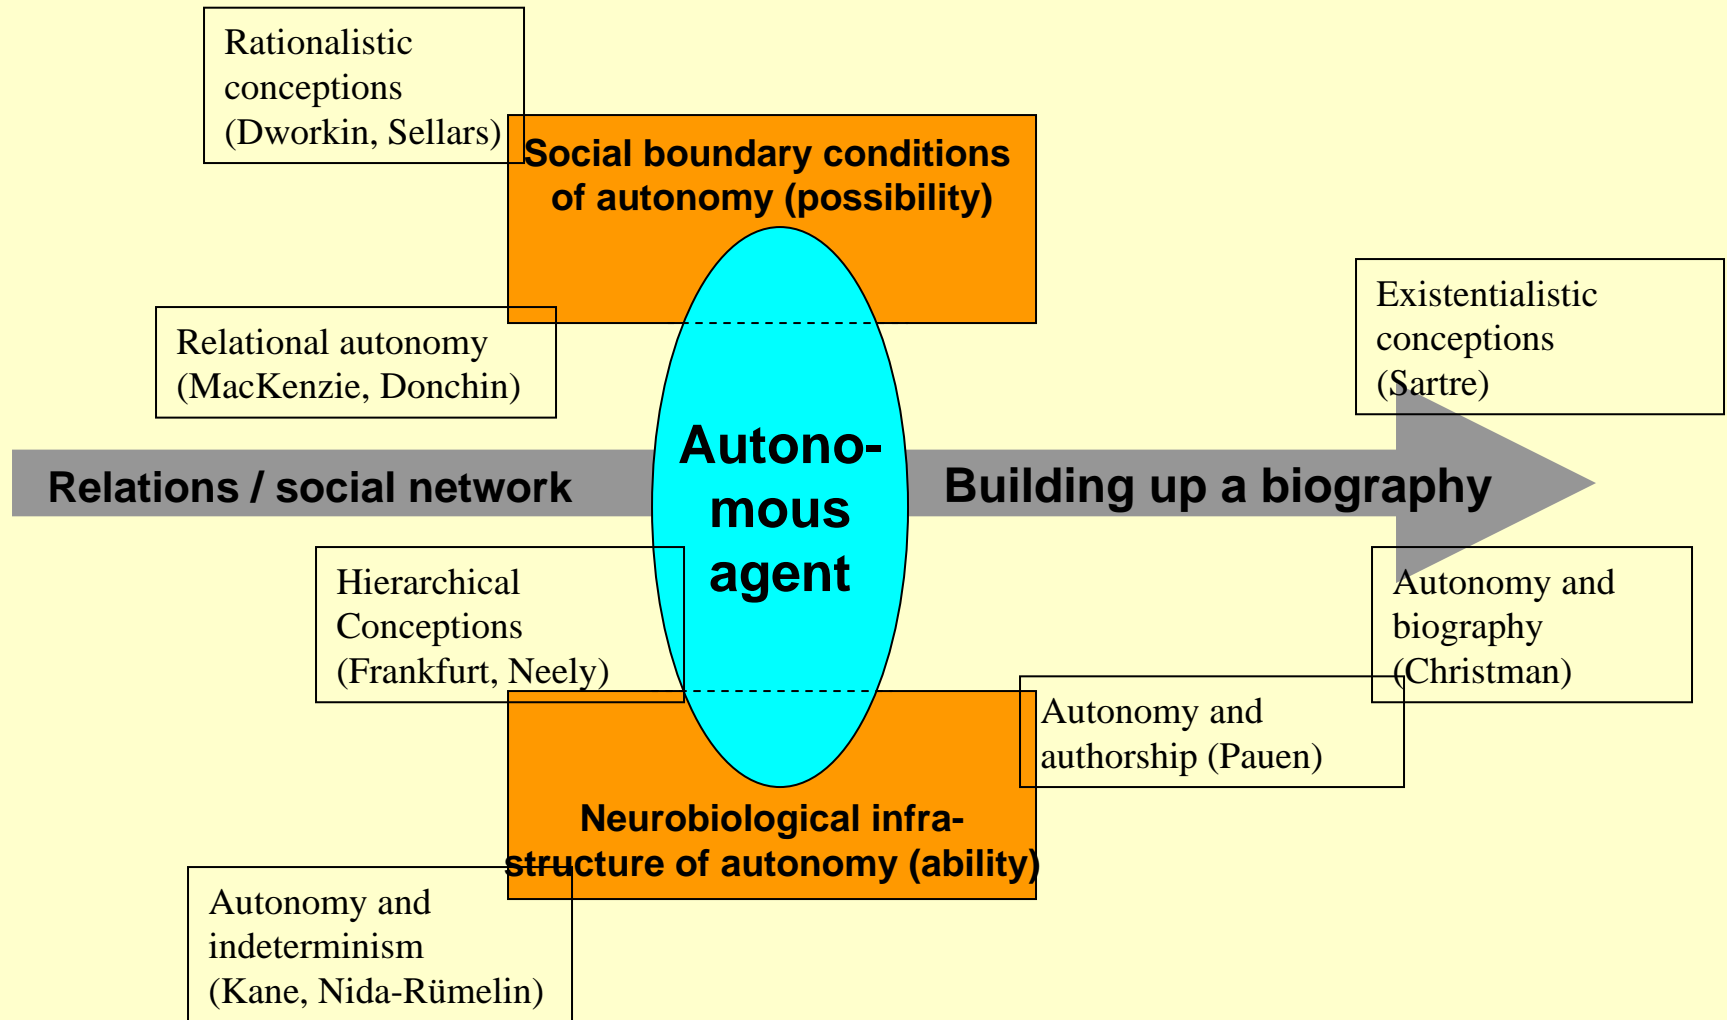 Rationalistic
conceptions
(Dworkin, Sellars)
Social boundary conditions
of autonomy (possibility)
Relational autonomy
(MacKenzie, Donchin)
Existentialistic
conceptions
(Sartre)
Relations / social network
Autono-
mous
agent
Building up a biography
Hierarchical
Conceptions
(Frankfurt, Neely)
Autonomy and
biography
(Christman)
Autonomy and
authorship (Pauen)
Neurobiological infra-
structure of autonomy (ability)
Autonomy and
indeterminism
(Kane, Nida-Rümelin)